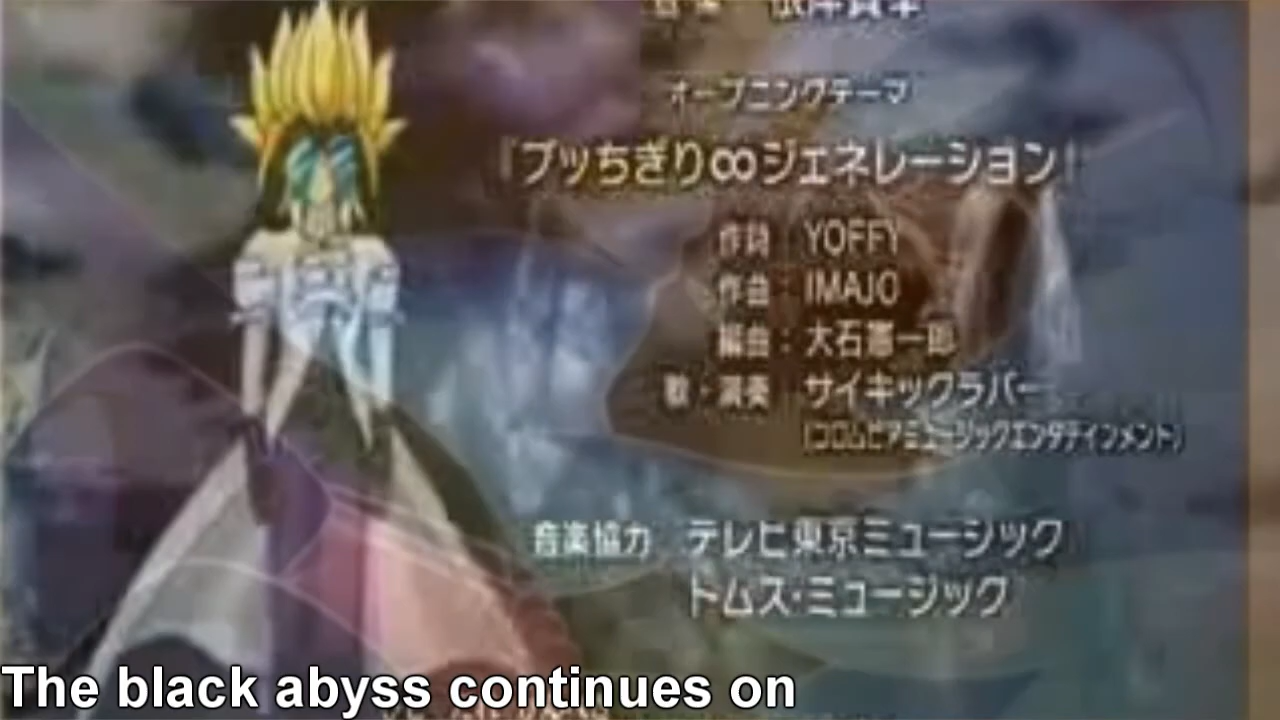 オープニングテーマ
「ブッちぎり∞ジェネレーション」
作詞 YOFFY
作曲：IMAJO
編曲：大石憲一郎
歌・演奏 サイキックラバー
(コロムビアミュージックエンタテインメント)
音楽協力 テレビ東京ミュージック
トムス・ミュージック
The black abyss continues on